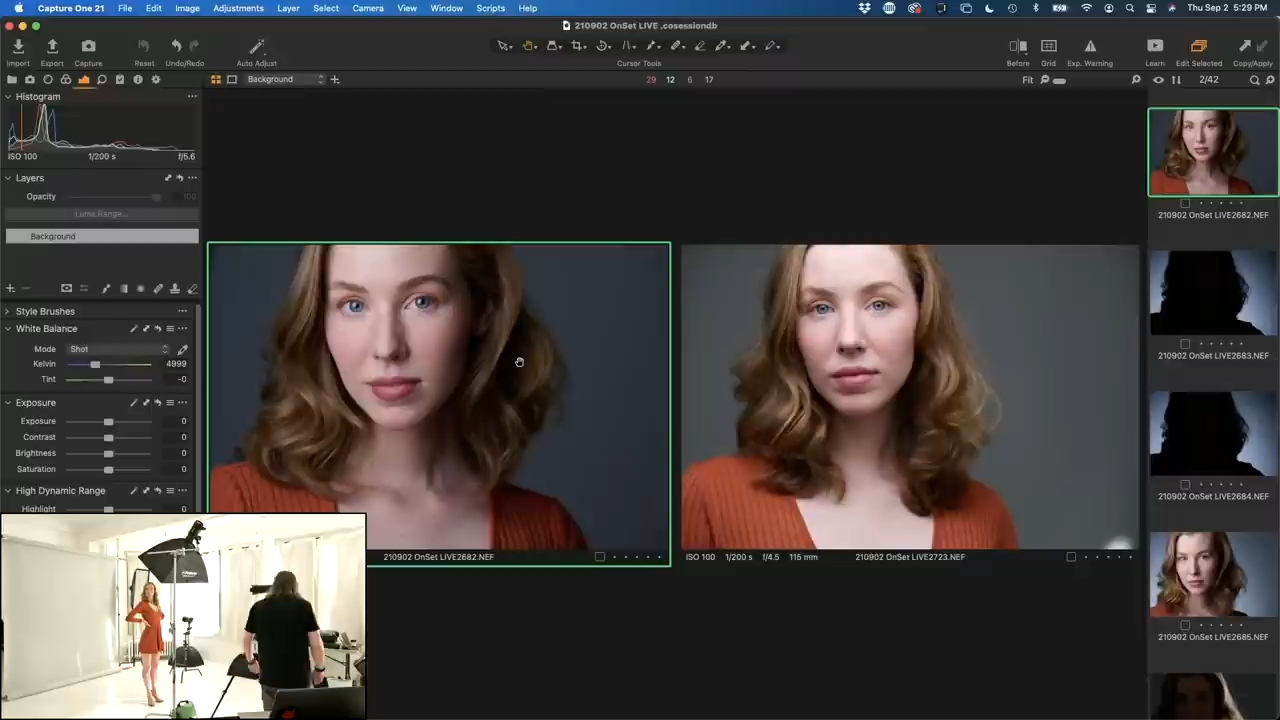 Capture One 21 File Edit Image Adjustments Layer Select Camera View Window Scripts Help Thu Sep 2 5:29 PM
210902 OnSet LIVE .cosessiondb
Import Export Capture Reset Undo/Redo Auto Adjust Cursor Tools Before Grid Exp. Warning Learn Edit Selected Copy/Apply
Background 29 12 6 17 Fit 2/42
Histogram
ISO 100 1/200 s f/5.6
Layers
Opacity 100
Luma Range...
Background
Style Brushes
White Balance
Mode Shot
Kelvin 4999
Tint -0
Exposure
Exposure 0
Contrast 0
Brightness 0
Saturation 0
High Dynamic Range
Highlight 0
210902 OnSet LIVE2682.NEF
ISO 100 1/200 s f/4.5 115 mm 210902 OnSet LIVE2723.NEF
210902 OnSet LIVE2682.NEF
210902 OnSet LIVE2683.NEF
210902 OnSet LIVE2684.NEF
210902 OnSet LIVE2685.NEF